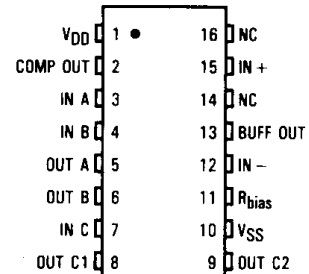 VDD 1 16 NC
COMP OUT 2 15 IN +
IN A 3 14 NC
IN B 4 13 BUFF OUT
OUT A 5 12 IN –
OUT B 6 11 Rbias
IN C 7 10 VSS
OUT C1 8 9 OUT C2